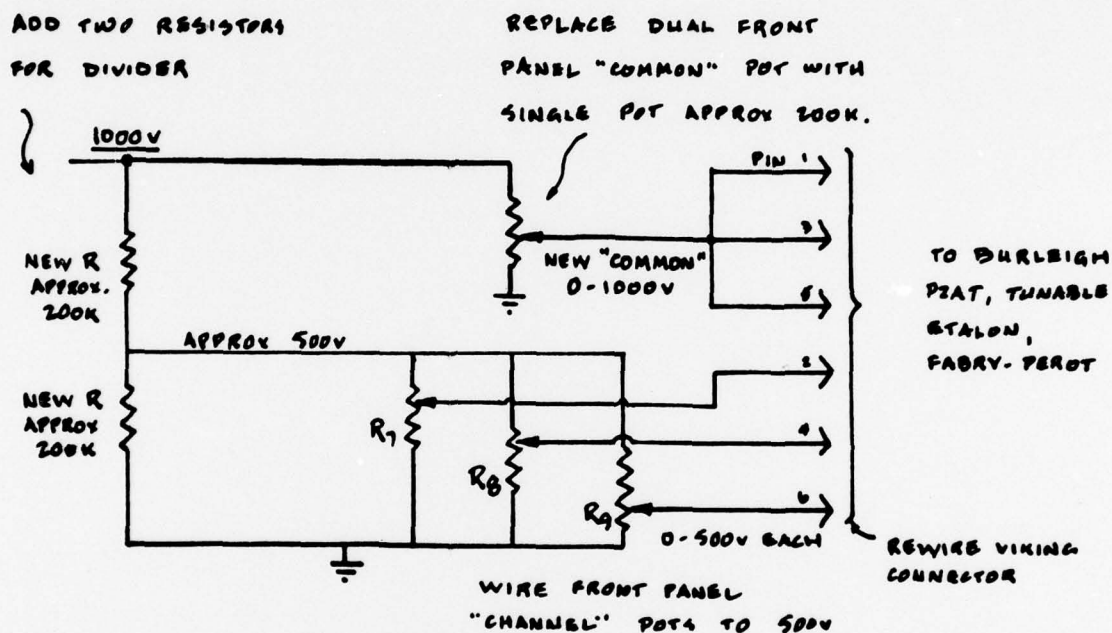 ADD TWO RESISTORS
FOR DIVIDER
REPLACE DUAL FRONT
PANEL "COMMON" POT WITH
SINGLE POT APPROX 200K.
1000V
PIN 1
3
NEW "COMMON"
0-1000V
5
TO BURLEIGH
PZAT, TUNABLE
ETALON,
FABRY-PEROT
NEW R
APPROX.
200K
APPROX 500V
2
NEW R
APPROX
200K
R7
4
R8
6
R9
0-500V EACH
REWIRE VIKING
CONNECTOR
WIRE FRONT PANEL
"CHANNEL" POTS TO 500V